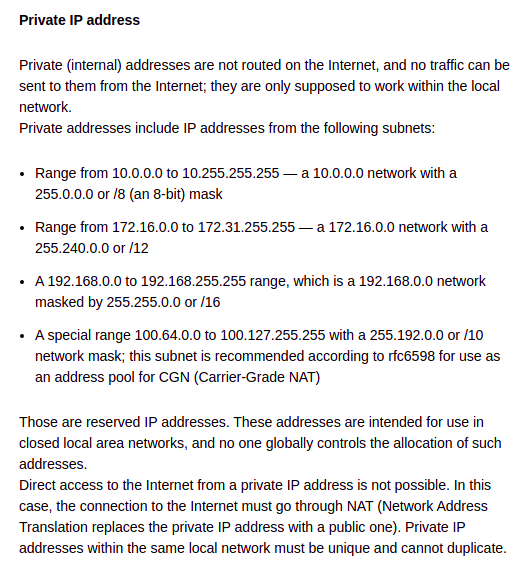 Private IP address
Private (internal) addresses are not routed on the Internet, and no traffic can be
sent to them from the Internet; they are only supposed to work within the local
network.
Private addresses include IP addresses from the following subnets:
• Range from 10.0.0.0 to 10.255.255.255 — a 10.0.0.0 network with a
255.0.0.0 or /8 (an 8-bit) mask
• Range from 172.16.0.0 to 172.31.255.255 — a 172.16.0.0 network with a
255.240.0.0 or /12
• A 192.168.0.0 to 192.168.255.255 range, which is a 192.168.0.0 network
masked by 255.255.0.0 or /16
• A special range 100.64.0.0 to 100.127.255.255 with a 255.192.0.0 or /10
network mask; this subnet is recommended according to rfc6598 for use as
an address pool for CGN (Carrier-Grade NAT)
Those are reserved IP addresses. These addresses are intended for use in
closed local area networks, and no one globally controls the allocation of such
addresses.
Direct access to the Internet from a private IP address is not possible. In this
case, the connection to the Internet must go through NAT (Network Address
Translation replaces the private IP address with a public one). Private IP
addresses within the same local network must be unique and cannot duplicate.